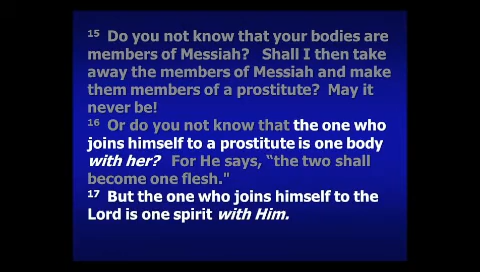 15 Do you not know that your bodies are
members of Messiah? Shall I then take
away the members of Messiah and make
them members of a prostitute? May it
never be!
16 Or do you not know that the one who
joins himself to a prostitute is one body
with her? For He says, “the two shall
become one flesh."
17 But the one who joins himself to the
Lord is one spirit with Him.